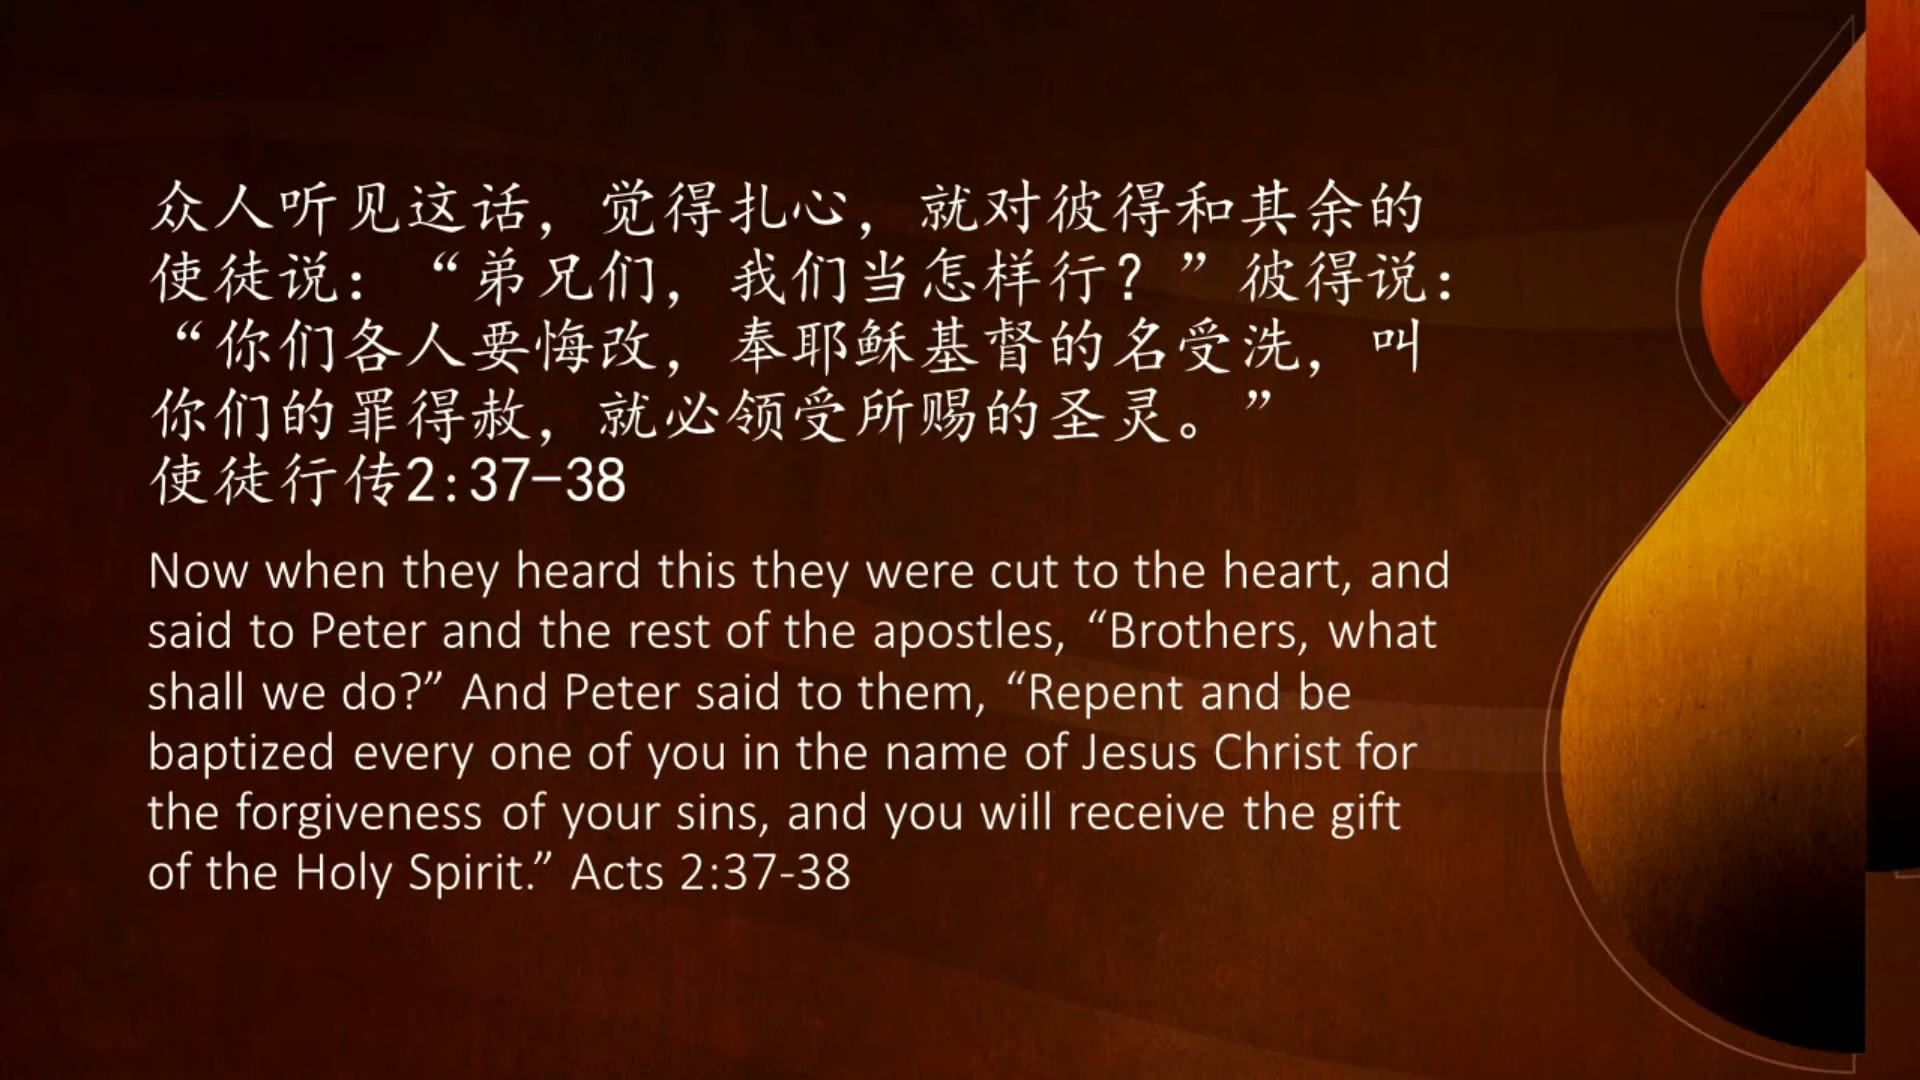 众人听见这话，觉得扎心，就对彼得和其余的
使徒说：“弟兄们，我们当怎样行？”彼得说：
“你们各人要悔改，奉耶稣基督的名受洗，叫
你们的罪得赦，就必领受所赐的圣灵。”
使徒行传2:37-38
Now when they heard this they were cut to the heart, and
said to Peter and the rest of the apostles, “Brothers, what
shall we do?” And Peter said to them, “Repent and be
baptized every one of you in the name of Jesus Christ for
the forgiveness of your sins, and you will receive the gift
of the Holy Spirit.” Acts 2:37-38